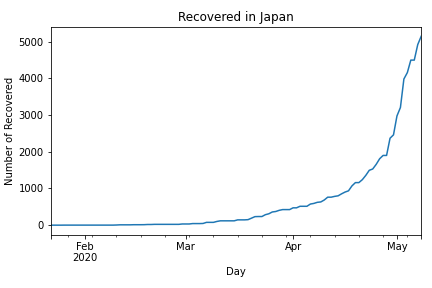 Recovered in Japan
Number of Recovered
5000
4000
3000
2000
1000
0
Feb
2020
Mar
Apr
May
Day